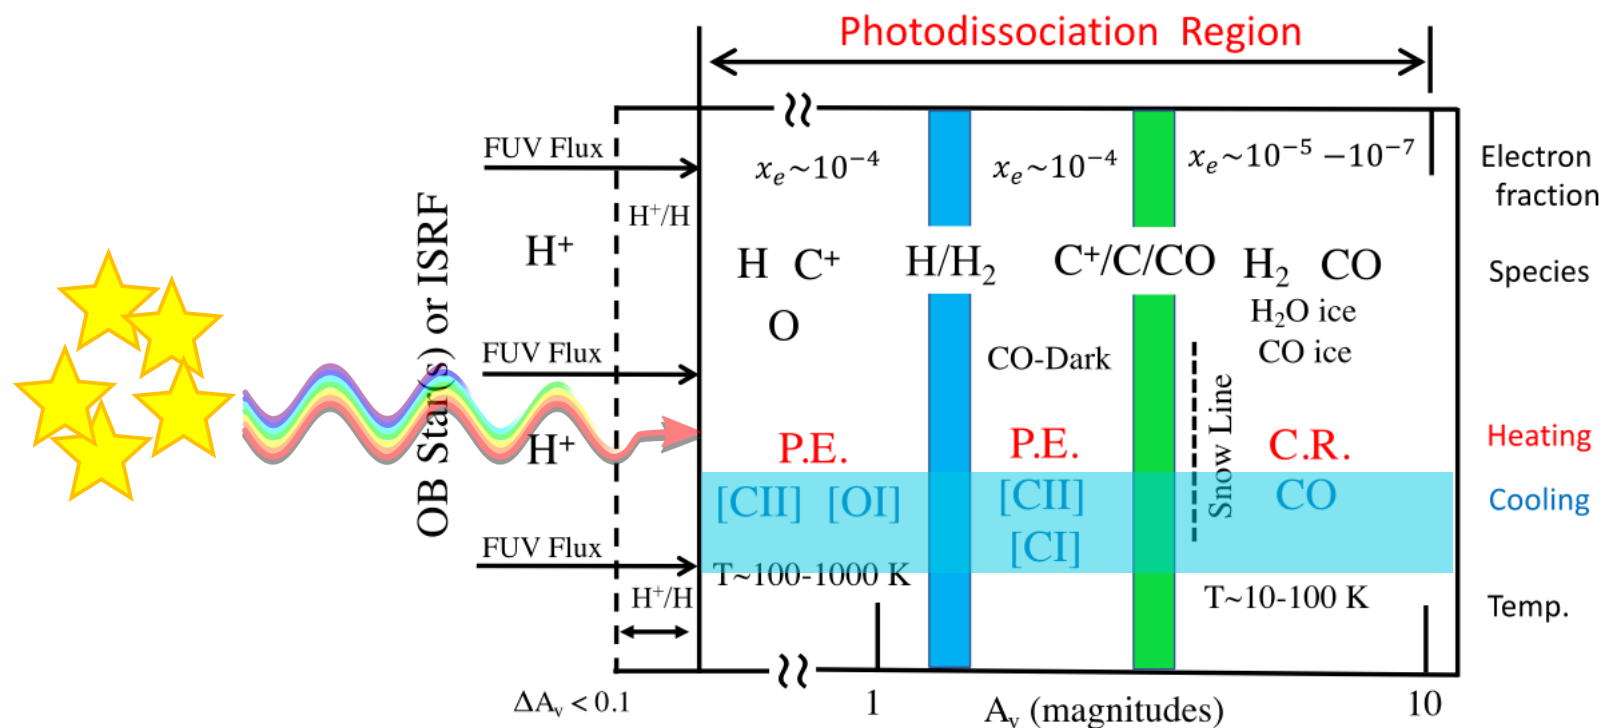 Photodissociation Region
FUV Flux
xₑ~10⁻⁴
xₑ~10⁻⁴
xₑ~10⁻⁵ −10⁻⁷
Electron
fraction
OB Star(s) or ISRF
H⁺/H
H⁺
H C⁺
H/H₂
C⁺/C/CO
H₂ CO
Species
O
H₂O ice
CO ice
FUV Flux
CO-Dark
Snow Line
H⁺
P.E.
P.E.
C.R.
Heating
[CII] [OI]
[CII]
CO
Cooling
[CI]
FUV Flux
T~100-1000 K
H⁺/H
T~10-100 K
Temp.
ΔAᵥ < 0.1
1
Aᵥ (magnitudes)
10